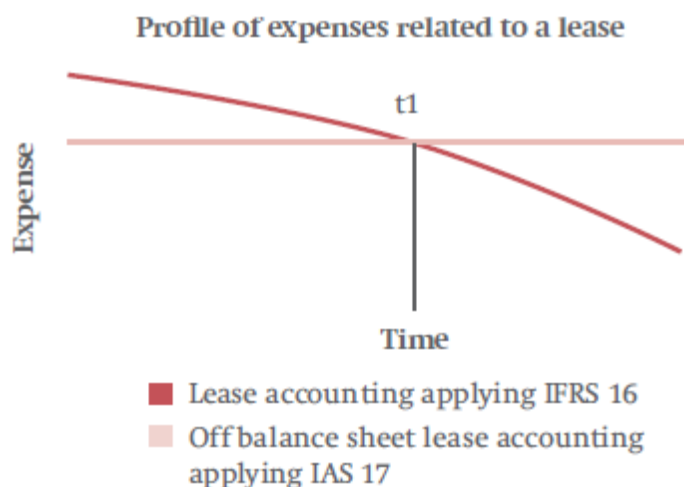 Profile of expenses related to a lease
t1
Expense
Time
Lease accounting applying IFRS 16
Off balance sheet lease accounting
applying IAS 17